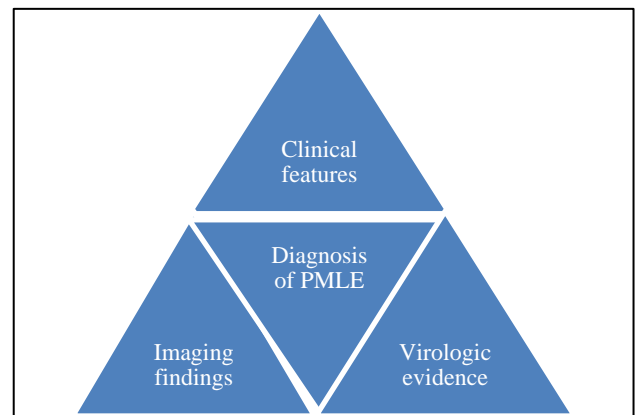 Clinical
features
Diagnosis
of PMLE
Imaging
findings
Virologic
evidence